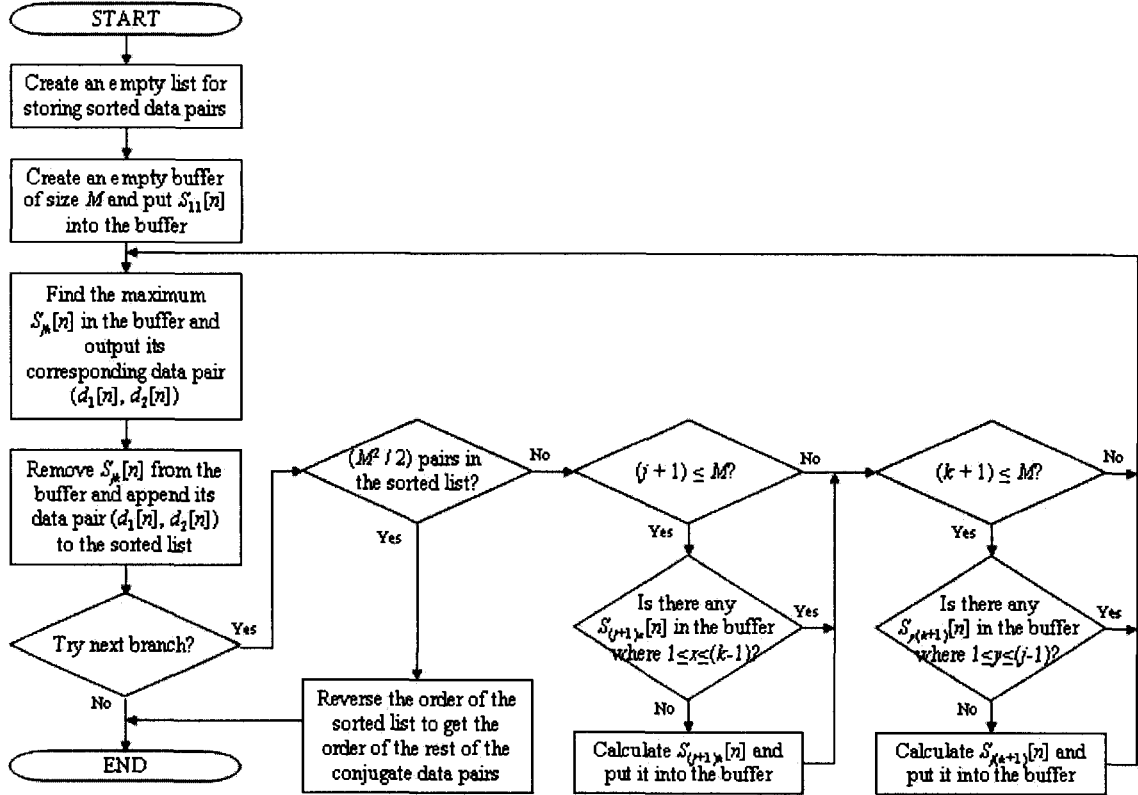 START
Create an empty list for
storing sorted data pairs
Create an empty buffer
of size M and put S₁₁[n]
into the buffer
Find the maximum
Sⱼₖ[n] in the buffer and
output its
corresponding data pair
(d₁[n], d₂[n])
Remove Sⱼₖ[n] from the
buffer and append its
data pair (d₁[n], d₂[n])
to the sorted list
Try next branch?
Yes
No
END
(M² / 2) pairs in
the sorted list?
No
Yes
Reverse the order of the
sorted list to get the
order of the rest of the
conjugate data pairs
(j + 1) ≤ M?
No
Yes
Is there any
S₍ⱼ₊₁₎ₓ[n] in the buffer
where 1≤x≤(k-1)?
Yes
No
Calculate S₍ⱼ₊₁₎ₖ[n] and
put it into the buffer
(k + 1) ≤ M?
No
Yes
Is there any
S_y(k+1)[n] in the buffer
where 1≤y≤(j-1)?
Yes
No
Calculate Sⱼ₍ₖ₊₁₎[n] and
put it into the buffer